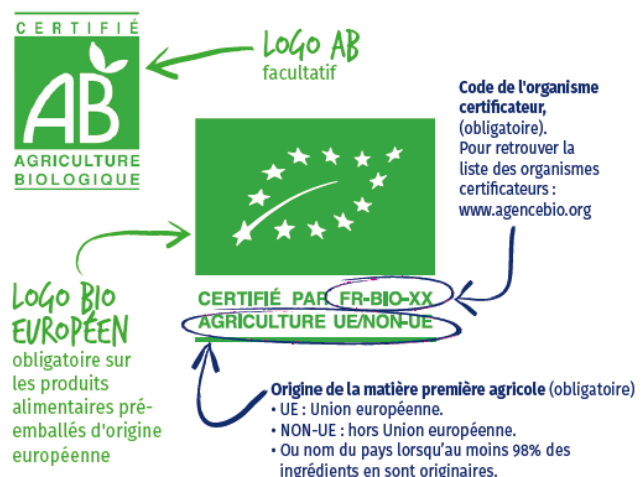 CERTIFIÉ
AB
AGRICULTURE
BIOLOGIQUE
LOGO AB
facultatif
Code de l'organisme
certificateur,
(obligatoire).
Pour retrouver la
liste des organismes
certificateurs :
www.agencebio.org
LOGO BIO
EUROPÉEN
obligatoire sur
les produits
alimentaires pré-
emballés d'origine
européenne
CERTIFIÉ PAR FR-BIO-XX
AGRICULTURE UE/NON-UE
Origine de la matière première agricole (obligatoire)
• UE : Union européenne.
• NON-UE : hors Union européenne.
• Ou nom du pays lorsqu'au moins 98% des
ingrédients en sont originaires.